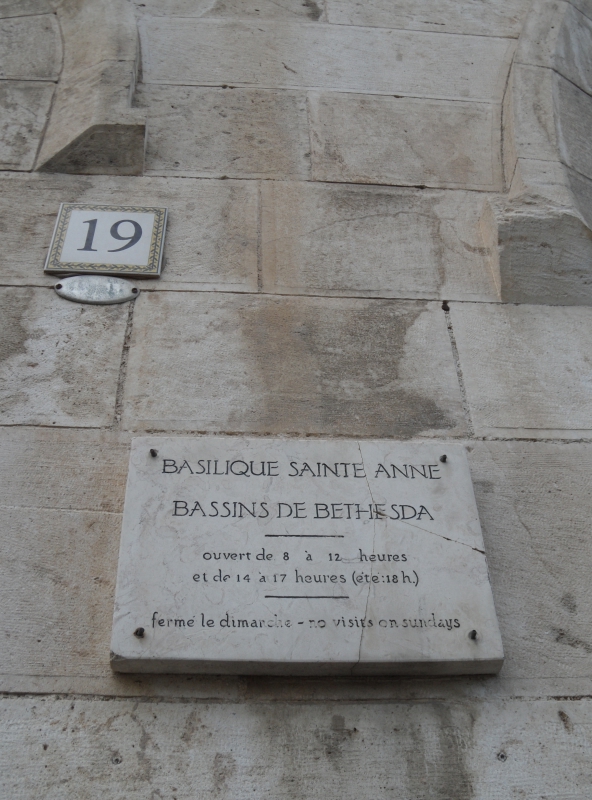 19
BASILIQUE SAINTE ANNE
BASSINS DE BETHESDA
ouvert de 8 à 12 heures
et de 14 à 17 heures (été:18h.)
fermé le dimanche - no visits on sundays